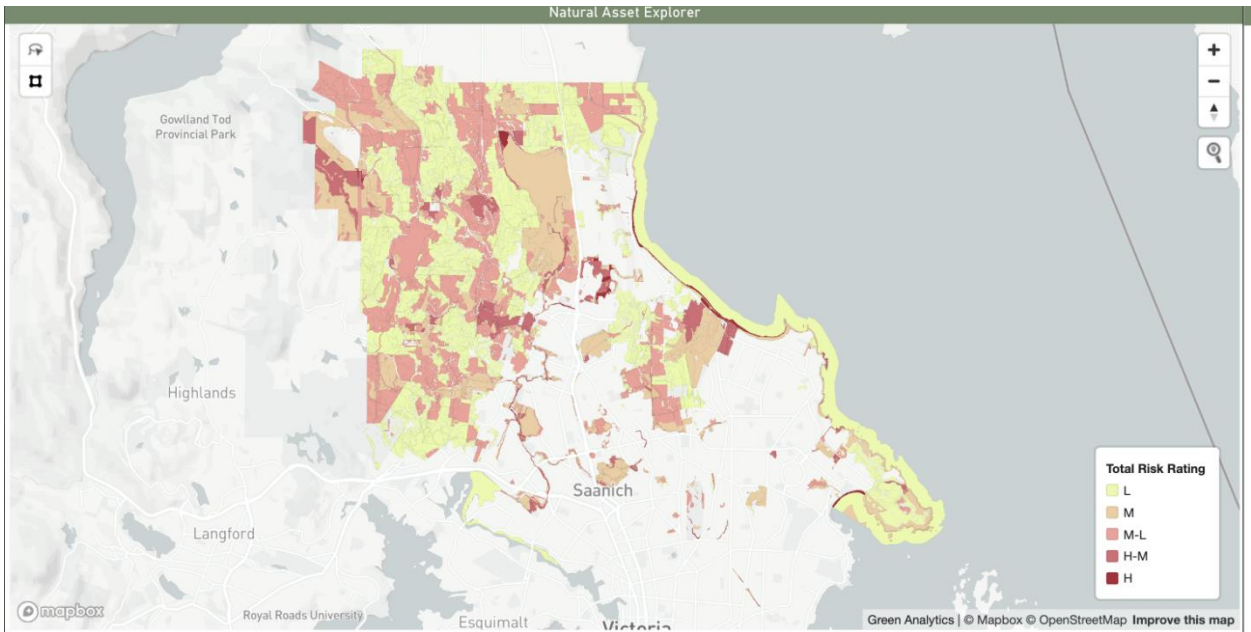 Natural Asset Explorer
Gowlland Tod
Provincial Park
Highlands
Saanich
Langford
Royal Roads University
Esquimalt
Victoria
Total Risk Rating
L
M
M-L
H-M
H
mapbox
Green Analytics | © Mapbox © OpenStreetMap Improve this map